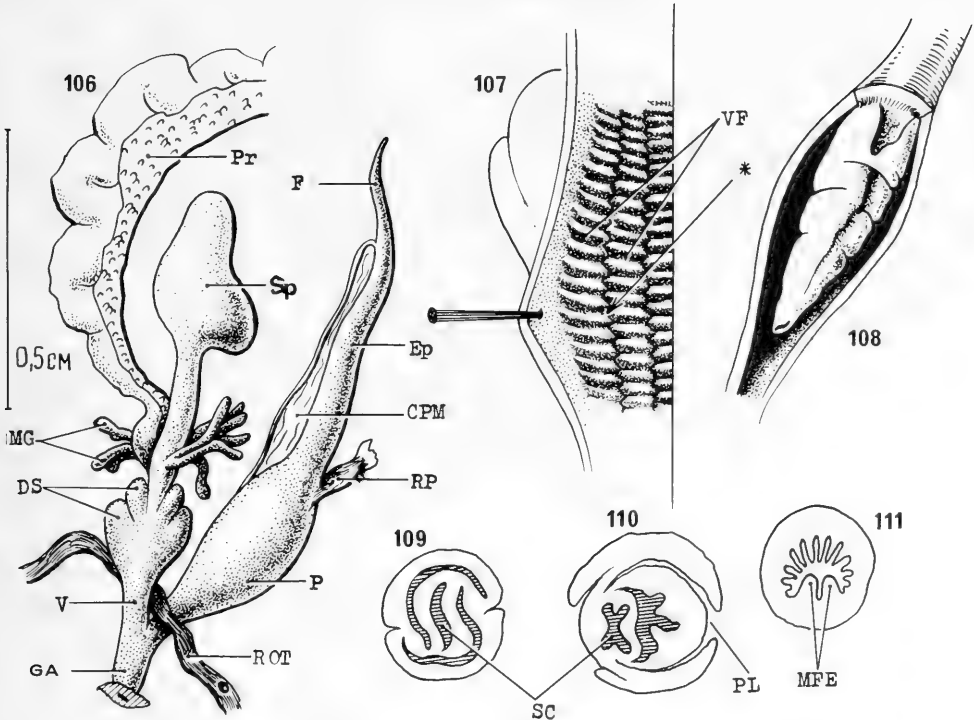 106
Pr
F
Sp
0,5CM
Ep
CPM
MG
RP
DS
P
V
ROT
GA
107
VF
*
108
109
110
111
SC
PL
MFE